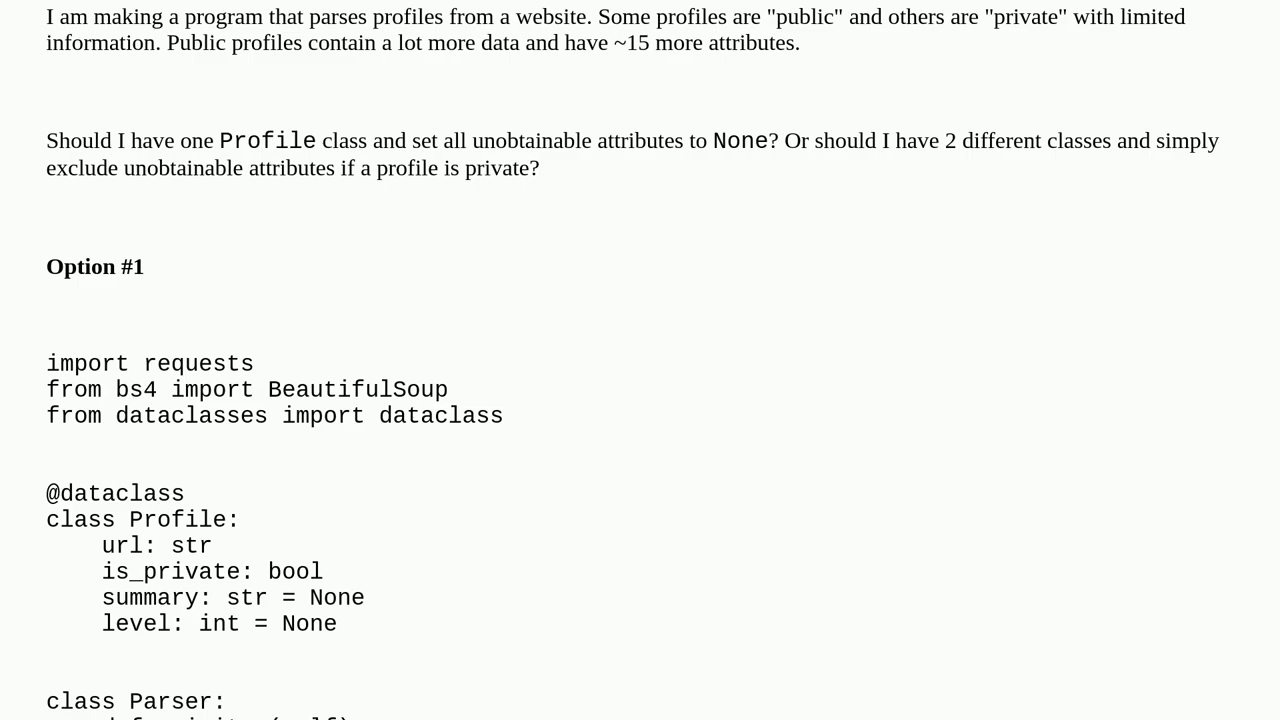 I am making a program that parses profiles from a website. Some profiles are "public" and others are "private" with limited
information. Public profiles contain a lot more data and have ~15 more attributes.
Should I have one Profile class and set all unobtainable attributes to None? Or should I have 2 different classes and simply
exclude unobtainable attributes if a profile is private?
Option #1
import requests
from bs4 import BeautifulSoup
from dataclasses import dataclass
@dataclass
class Profile:
    url: str
    is_private: bool
    summary: str = None
    level: int = None
class Parser: